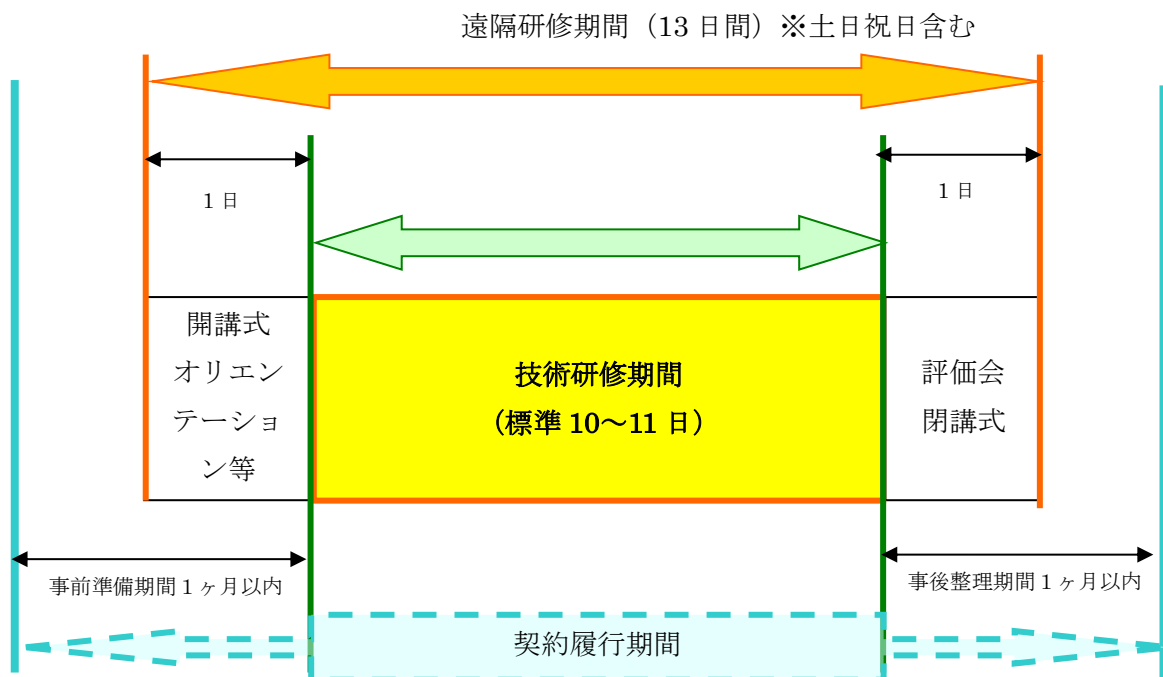 遠隔研修期間（13 日間）※土日祝日含む
1 日
1 日
開講式
オリエン
テーショ
ン等
技術研修期間
（標準 10～11 日）
評価会
閉講式
事前準備期間 1 ヶ月以内
事後整理期間 1 ヶ月以内
契約履行期間